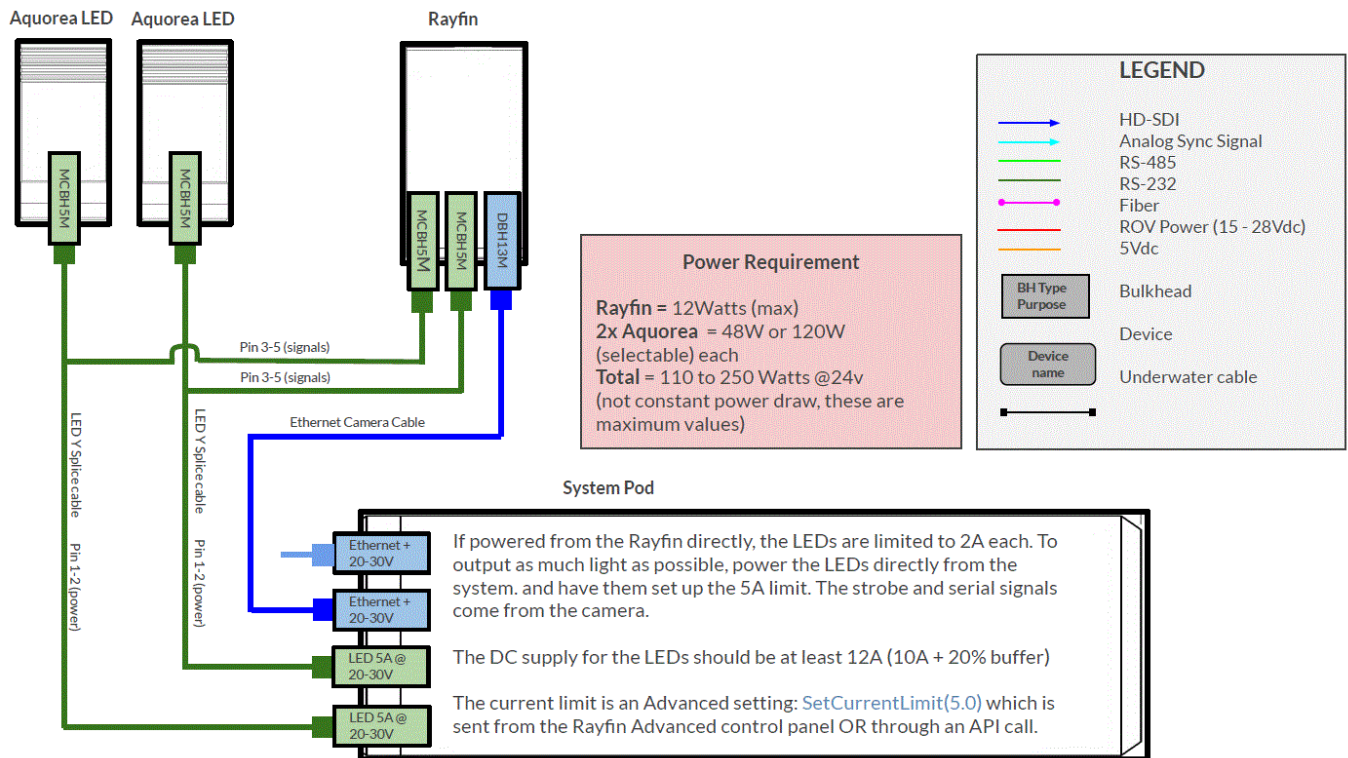 Aquorea LED
Aquorea LED
Rayfin
MCBH5M
MCBH5M
MCBH5M
MCBH5M
DBH13M
LEGEND
HD-SDI
Analog Sync Signal
RS-485
RS-232
Fiber
ROV Power (15 - 28Vdc)
5Vdc
BH Type
Purpose
Bulkhead
Device
Device
name
Underwater cable
Power Requirement
Rayfin = 12Watts (max)
2x Aquorea = 48W or 120W
(selectable) each
Total = 110 to 250 Watts @24v
(not constant power draw, these are
maximum values)
Pin 3-5 (signals)
Pin 3-5 (signals)
Ethernet Camera Cable
LED Y Splice cable
Pin 1-2 (power)
LED Y Splice cable
Pin 1-2 (power)
System Pod
Ethernet +
20-30V
Ethernet +
20-30V
LED 5A @
20-30V
LED 5A @
20-30V
If powered from the Rayfin directly, the LEDs are limited to 2A each. To
output as much light as possible, power the LEDs directly from the
system. and have them set up the 5A limit. The strobe and serial signals
come from the camera.
The DC supply for the LEDs should be at least 12A (10A + 20% buffer)
The current limit is an Advanced setting: SetCurrentLimit(5.0) which is
sent from the Rayfin Advanced control panel OR through an API call.